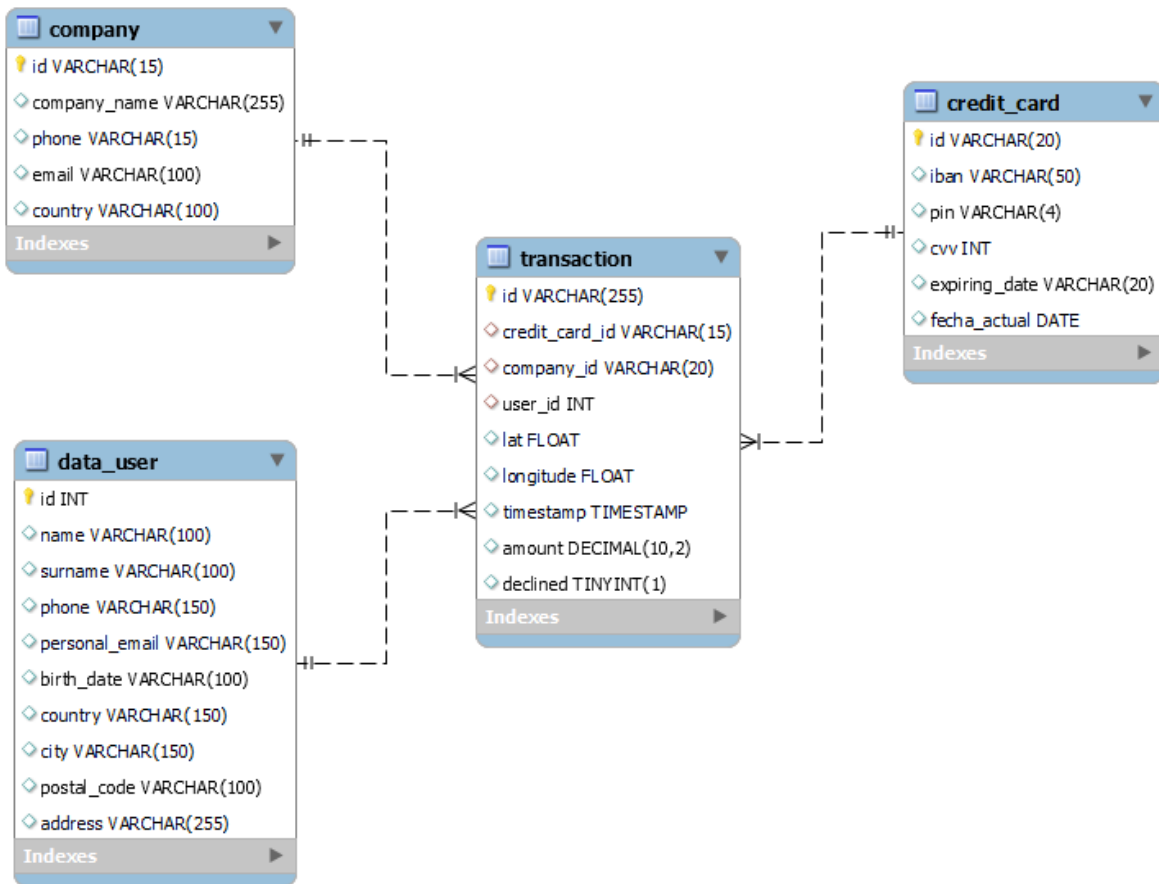 company
id VARCHAR(15)
company_name VARCHAR(255)
phone VARCHAR(15)
email VARCHAR(100)
country VARCHAR(100)
Indexes
credit_card
id VARCHAR(20)
iban VARCHAR(50)
pin VARCHAR(4)
cvv INT
expiring_date VARCHAR(20)
fecha_actual DATE
Indexes
transaction
id VARCHAR(255)
credit_card_id VARCHAR(15)
company_id VARCHAR(20)
user_id INT
lat FLOAT
longitude FLOAT
timestamp TIMESTAMP
amount DECIMAL(10,2)
declined TINYINT(1)
Indexes
data_user
id INT
name VARCHAR(100)
surname VARCHAR(100)
phone VARCHAR(150)
personal_email VARCHAR(150)
birth_date VARCHAR(100)
country VARCHAR(150)
city VARCHAR(150)
postal_code VARCHAR(100)
address VARCHAR(255)
Indexes